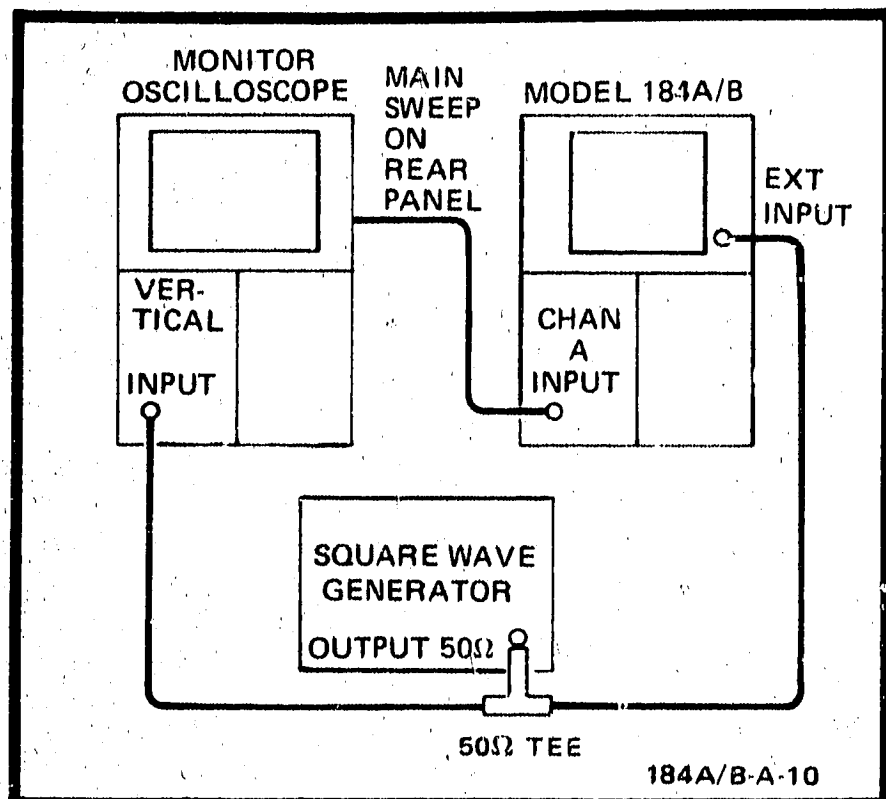 MONITOR
OSCILLOSCOPE
MAIN
SWEEP
ON
REAR
PANEL
MODEL 184A/B
EXT
INPUT
VER-
TICAL
INPUT
CHAN
A
INPUT
SQUARE WAVE
GENERATOR
OUTPUT 50Ω
50Ω TEE
184A/B-A-10